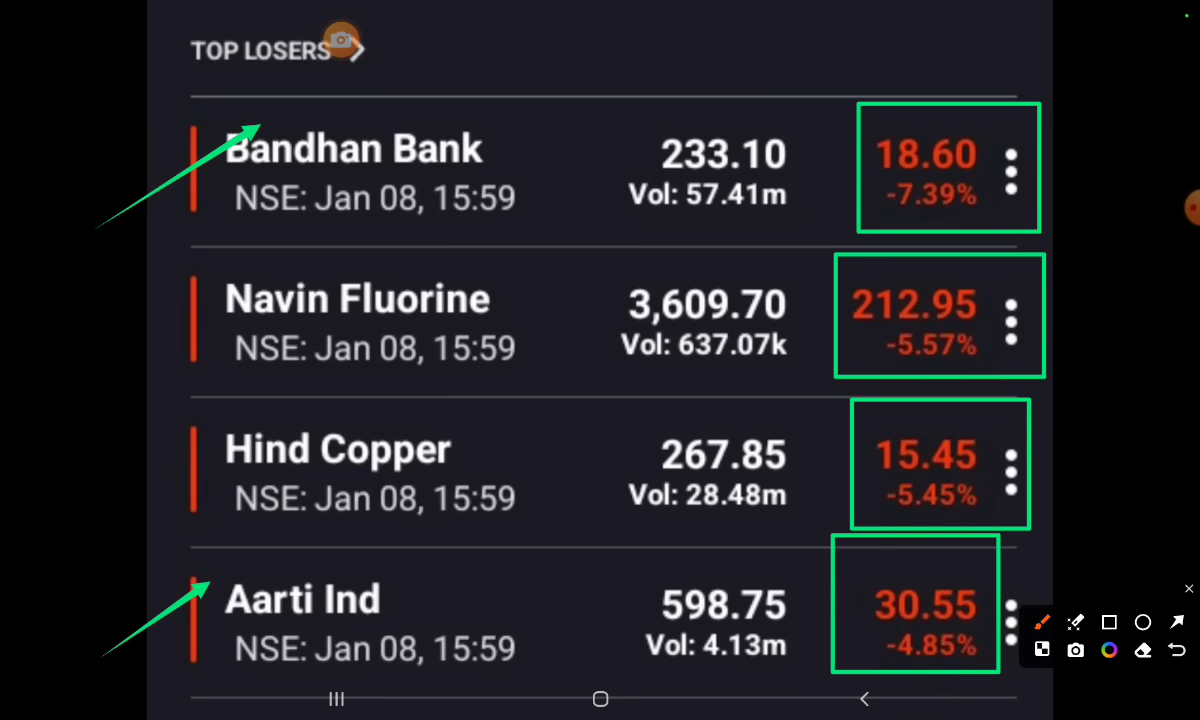 TOP LOSERS
Bandhan Bank 233.10 18.60
NSE: Jan 08, 15:59 Vol: 57.41m -7.39%
Navin Fluorine 3,609.70 212.95
NSE: Jan 08, 15:59 Vol: 637.07k -5.57%
Hind Copper 267.85 15.45
NSE: Jan 08, 15:59 Vol: 28.48m -5.45%
Aarti Ind 598.75 30.55
NSE: Jan 08, 15:59 Vol: 4.13m -4.85%